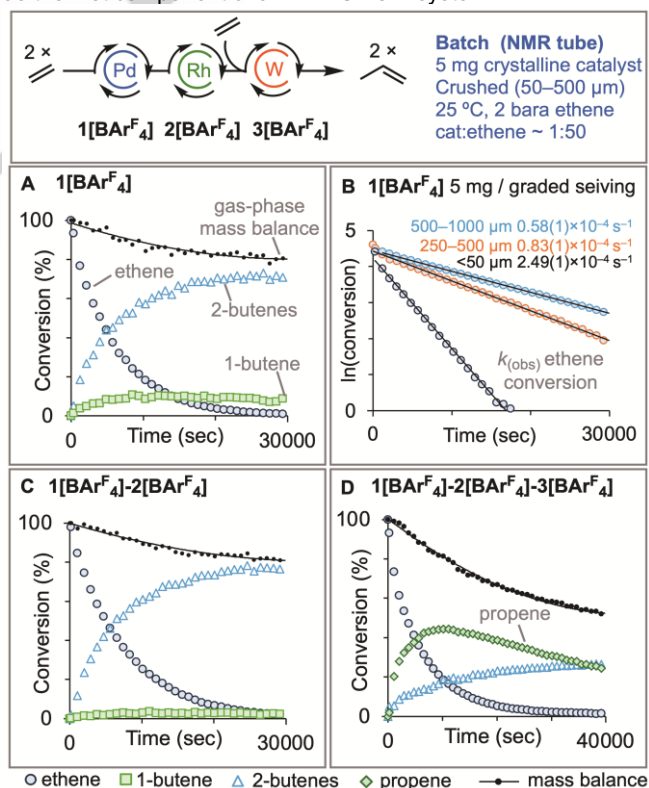 2 ×
Pd
Rh
W
2 ×
1[BArF4] 2[BArF4] 3[BArF4]
Batch (NMR tube)
5 mg crystalline catalyst
Crushed (50–500 µm)
25 ºC, 2 bara ethene
cat:ethene ~ 1:50
A 1[BArF4]
100
0
Conversion (%)
gas-phase
mass balance
ethene
2-butenes
1-butene
0 Time (sec) 30000
B 1[BArF4] 5 mg / graded seiving
5
0
ln(conversion)
500–1000 µm 0.58(1)×10⁻⁴ s⁻¹
250–500 µm 0.83(1)×10⁻⁴ s⁻¹
<50 µm 2.49(1)×10⁻⁴ s⁻¹
k(obs) ethene
conversion
0 Time (sec) 30000
C 1[BArF4]-2[BArF4]
100
0
Conversion (%)
0 Time (sec) 30000
D 1[BArF4]-2[BArF4]-3[BArF4]
100
0
Conversion (%)
propene
0 Time (sec) 40000
ethene 1-butene 2-butenes propene mass balance